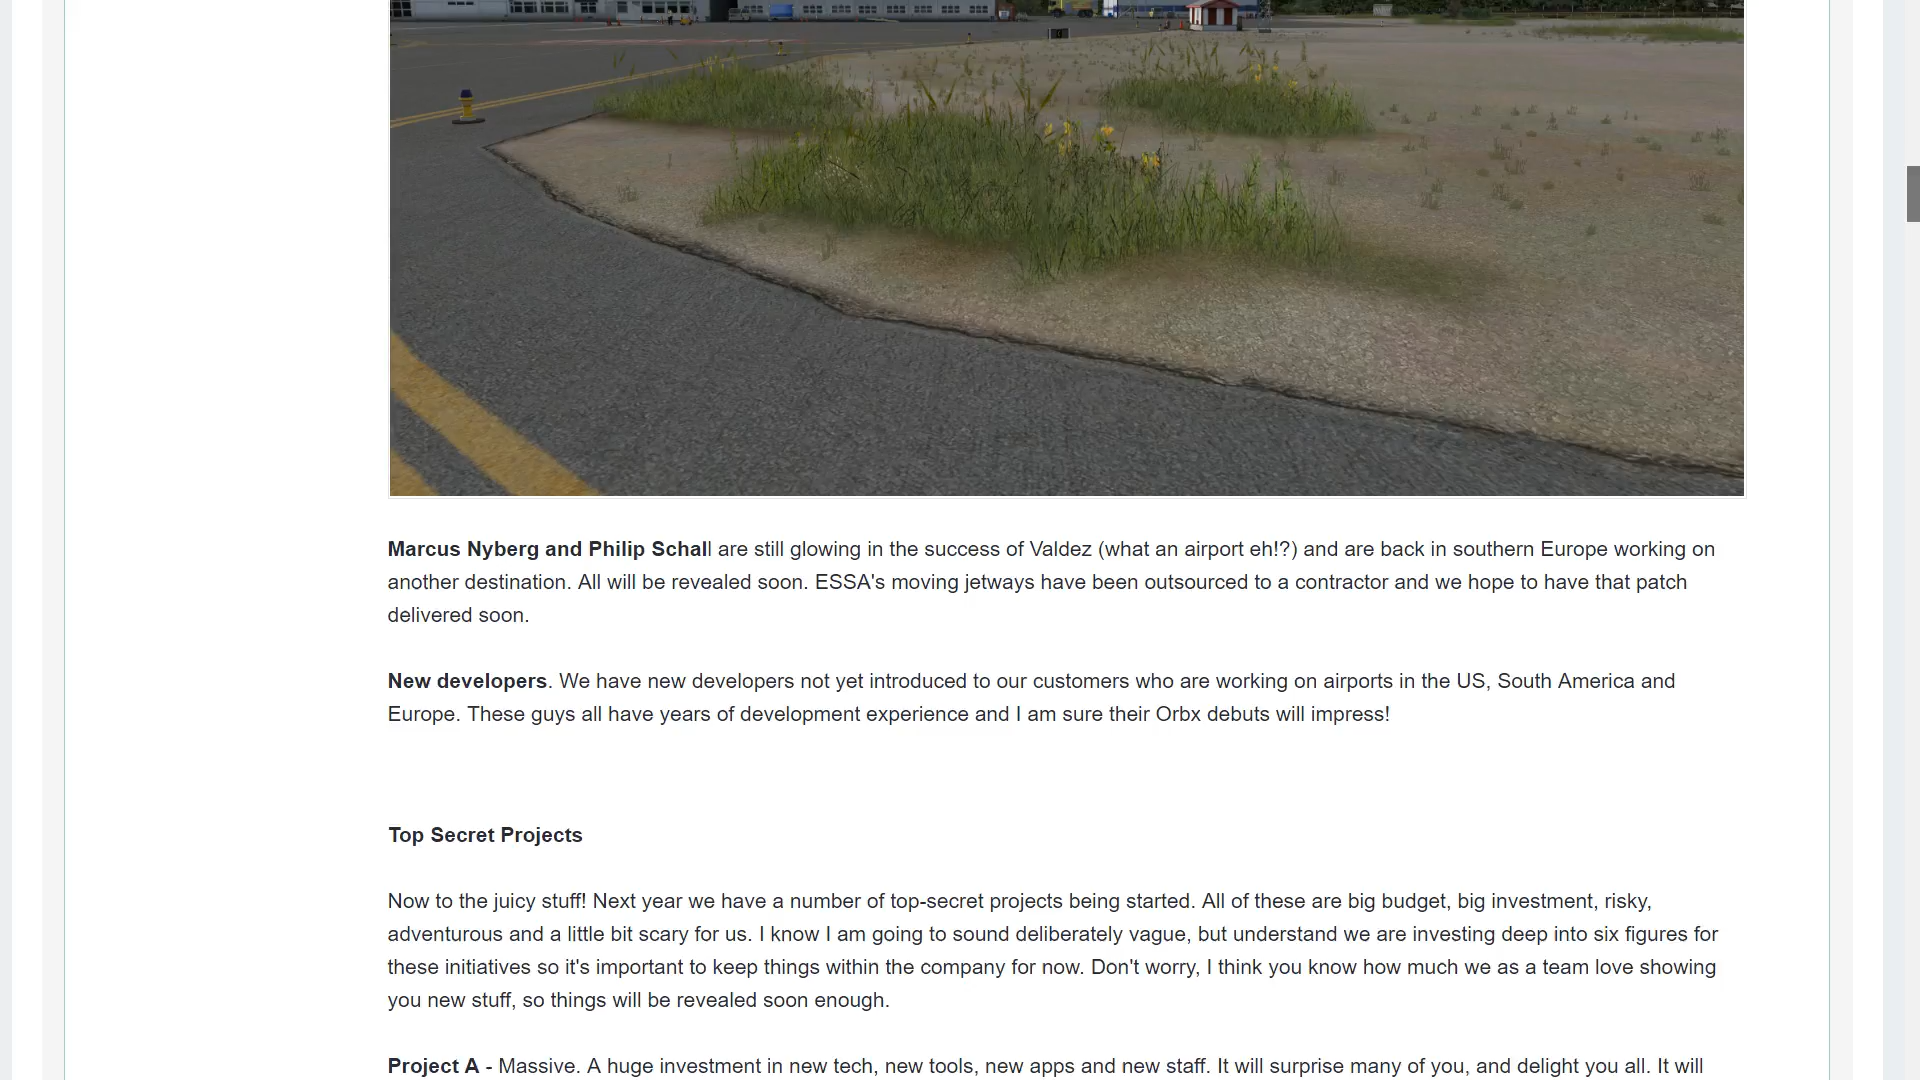 Marcus Nyberg and Philip Schall are still glowing in the success of Valdez (what an airport eh!?) and are back in southern Europe working on
another destination. All will be revealed soon. ESSA's moving jetways have been outsourced to a contractor and we hope to have that patch
delivered soon.
New developers. We have new developers not yet introduced to our customers who are working on airports in the US, South America and
Europe. These guys all have years of development experience and I am sure their Orbx debuts will impress!
Top Secret Projects
Now to the juicy stuff! Next year we have a number of top-secret projects being started. All of these are big budget, big investment, risky,
adventurous and a little bit scary for us. I know I am going to sound deliberately vague, but understand we are investing deep into six figures for
these initiatives so it's important to keep things within the company for now. Don't worry, I think you know how much we as a team love showing
you new stuff, so things will be revealed soon enough.
Project A - Massive. A huge investment in new tech, new tools, new apps and new staff. It will surprise many of you, and delight you all. It will